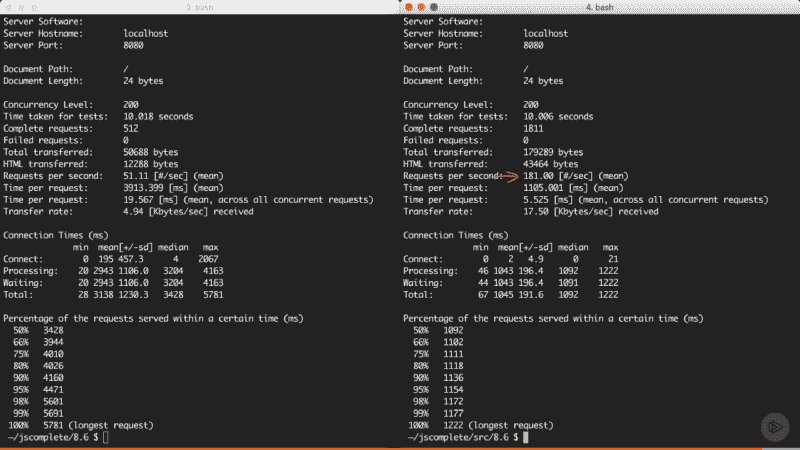 3 bash
Server Software:
Server Hostname: localhost
Server Port: 8080
Document Path: /
Document Length: 24 bytes
Concurrency Level: 200
Time taken for tests: 10.018 seconds
Complete requests: 512
Failed requests: 0
Total transferred: 50688 bytes
HTML transferred: 12288 bytes
Requests per second: 51.11 [#/sec] (mean)
Time per request: 3913.399 [ms] (mean)
Time per request: 19.567 [ms] (mean, across all concurrent requests)
Transfer rate: 4.94 [Kbytes/sec] received
Connection Times (ms)
min mean[+/-sd] median max
Connect: 0 195 457.3 4 2067
Processing: 20 2943 1106.0 3204 4163
Waiting: 20 2943 1106.0 3204 4163
Total: 28 3138 1230.3 3428 5781
Percentage of the requests served within a certain time (ms)
50% 3428
66% 3944
75% 4010
80% 4026
90% 4160
95% 4471
98% 5601
99% 5691
100% 5781 (longest request)
~/jscomplete/8.6 $
4. bash
Server Software:
Server Hostname: localhost
Server Port: 8080
Document Path: /
Document Length: 24 bytes
Concurrency Level: 200
Time taken for tests: 10.006 seconds
Complete requests: 1811
Failed requests: 0
Total transferred: 179289 bytes
HTML transferred: 43464 bytes
Requests per second: 181.00 [#/sec] (mean)
Time per request: 1105.001 [ms] (mean)
Time per request: 5.525 [ms] (mean, across all concurrent requests)
Transfer rate: 17.50 [Kbytes/sec] received
Connection Times (ms)
min mean[+/-sd] median max
Connect: 0 2 4.9 0 21
Processing: 46 1043 196.4 1092 1222
Waiting: 44 1043 196.4 1091 1222
Total: 67 1045 191.6 1092 1222
Percentage of the requests served within a certain time (ms)
50% 1092
66% 1102
75% 1111
80% 1118
90% 1136
95% 1154
98% 1172
99% 1177
100% 1222 (longest request)
~/jscomplete/src/8.6 $